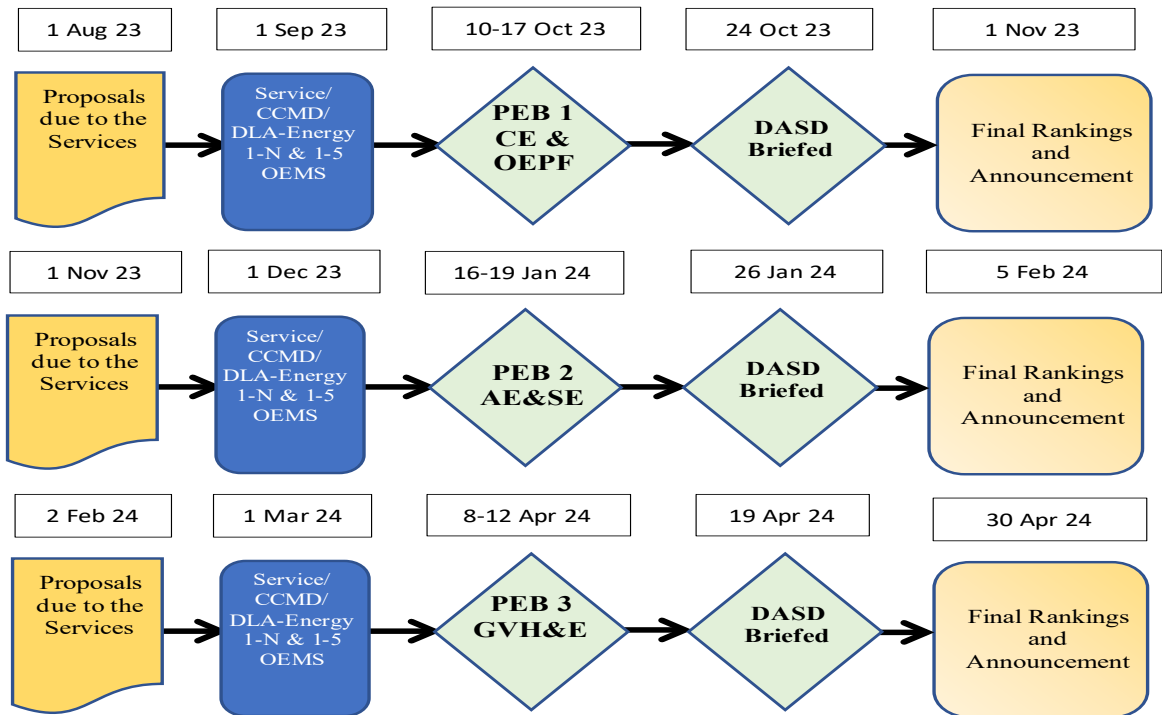 1 Aug 23
1 Sep 23
10-17 Oct 23
24 Oct 23
1 Nov 23
Proposals
due to the
Services
Service/
CCMD/
DLA-Energy
1-N & 1-5
OEMS
PEB 1
CE &
OEPF
DASD
Briefed
Final Rankings
and
Announcement
1 Nov 23
1 Dec 23
16-19 Jan 24
26 Jan 24
5 Feb 24
Proposals
due to the
Services
Service/
CCMD/
DLA-Energy
1-N & 1-5
OEMS
PEB 2
AE&SE
DASD
Briefed
Final Rankings
and
Announcement
2 Feb 24
1 Mar 24
8-12 Apr 24
19 Apr 24
30 Apr 24
Proposals
due to the
Services
Service/
CCMD/
DLA-Energy
1-N & 1-5
OEMS
PEB 3
GVH&E
DASD
Briefed
Final Rankings
and
Announcement